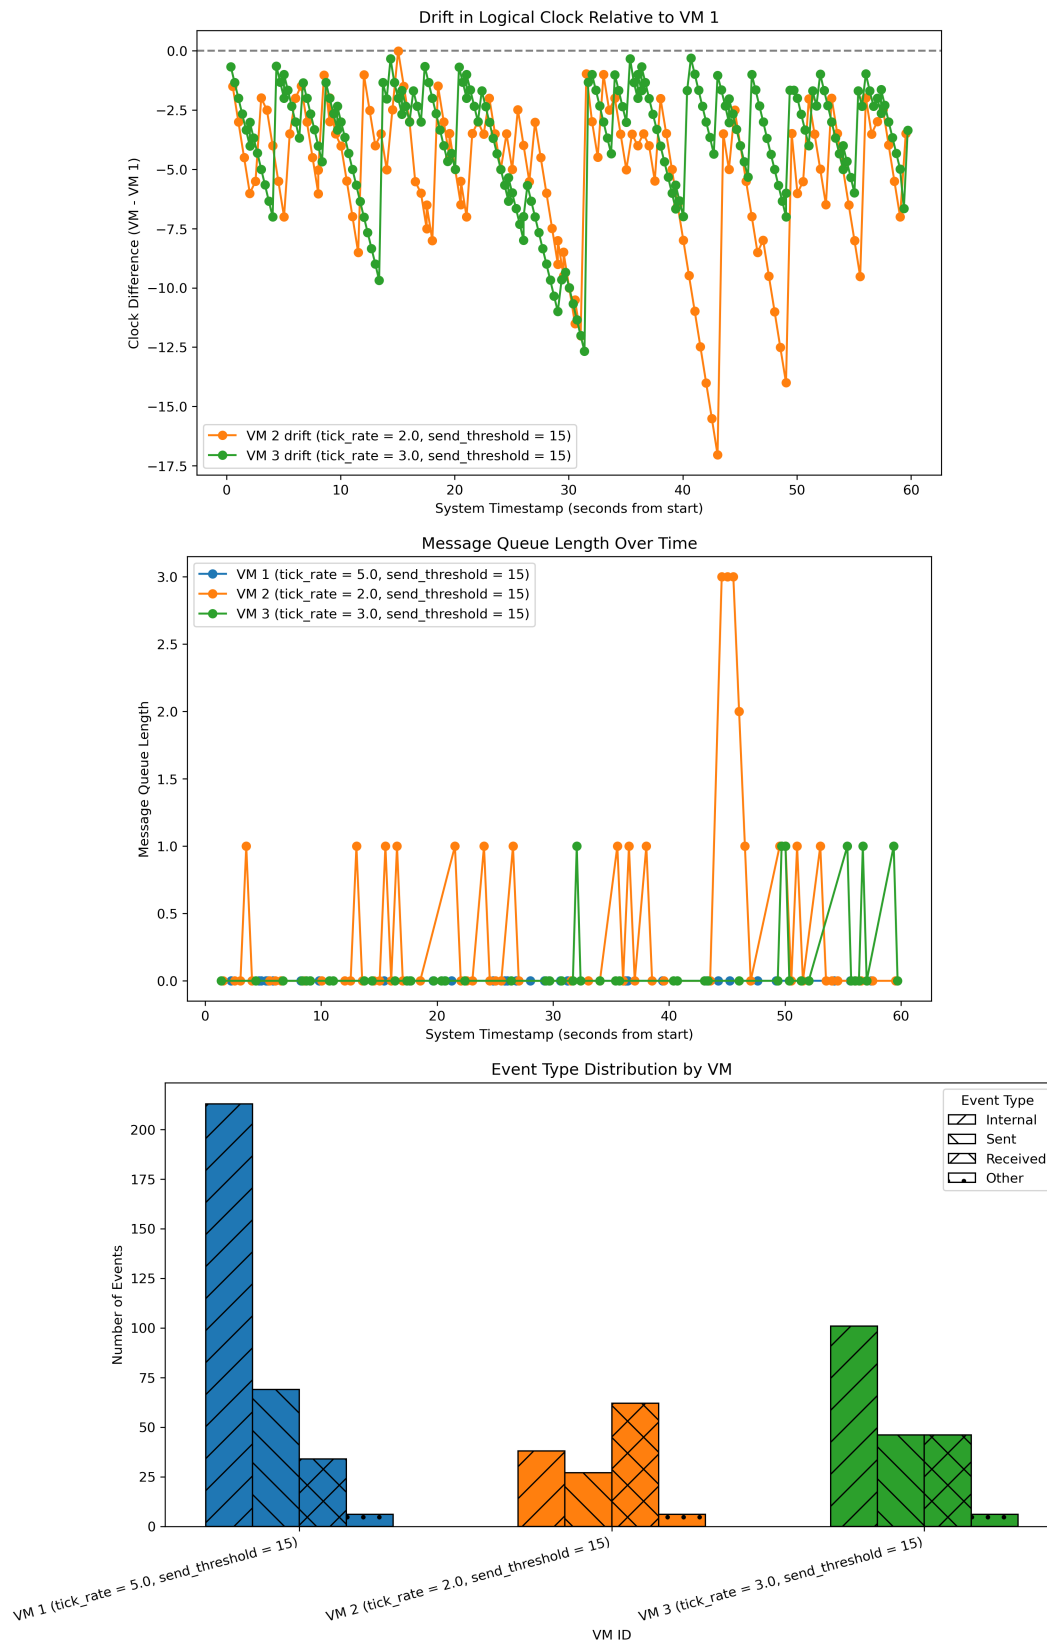 Drift in Logical Clock Relative to VM 1
Clock Difference (VM - VM 1)
0.0
−2.5
−5.0
−7.5
−10.0
−12.5
−15.0
−17.5
VM 2 drift (tick_rate = 2.0, send_threshold = 15)
VM 3 drift (tick_rate = 3.0, send_threshold = 15)
0 10 20 30 40 50 60
System Timestamp (seconds from start)
Message Queue Length Over Time
Message Queue Length
3.0
2.5
2.0
1.5
1.0
0.5
0.0
VM 1 (tick_rate = 5.0, send_threshold = 15)
VM 2 (tick_rate = 2.0, send_threshold = 15)
VM 3 (tick_rate = 3.0, send_threshold = 15)
0 10 20 30 40 50 60
System Timestamp (seconds from start)
Event Type Distribution by VM
Number of Events
200
175
150
125
100
75
50
25
0
Event Type
Internal
Sent
Received
Other
VM 1 (tick_rate = 5.0, send_threshold = 15)
VM 2 (tick_rate = 2.0, send_threshold = 15)
VM 3 (tick_rate = 3.0, send_threshold = 15)
VM ID